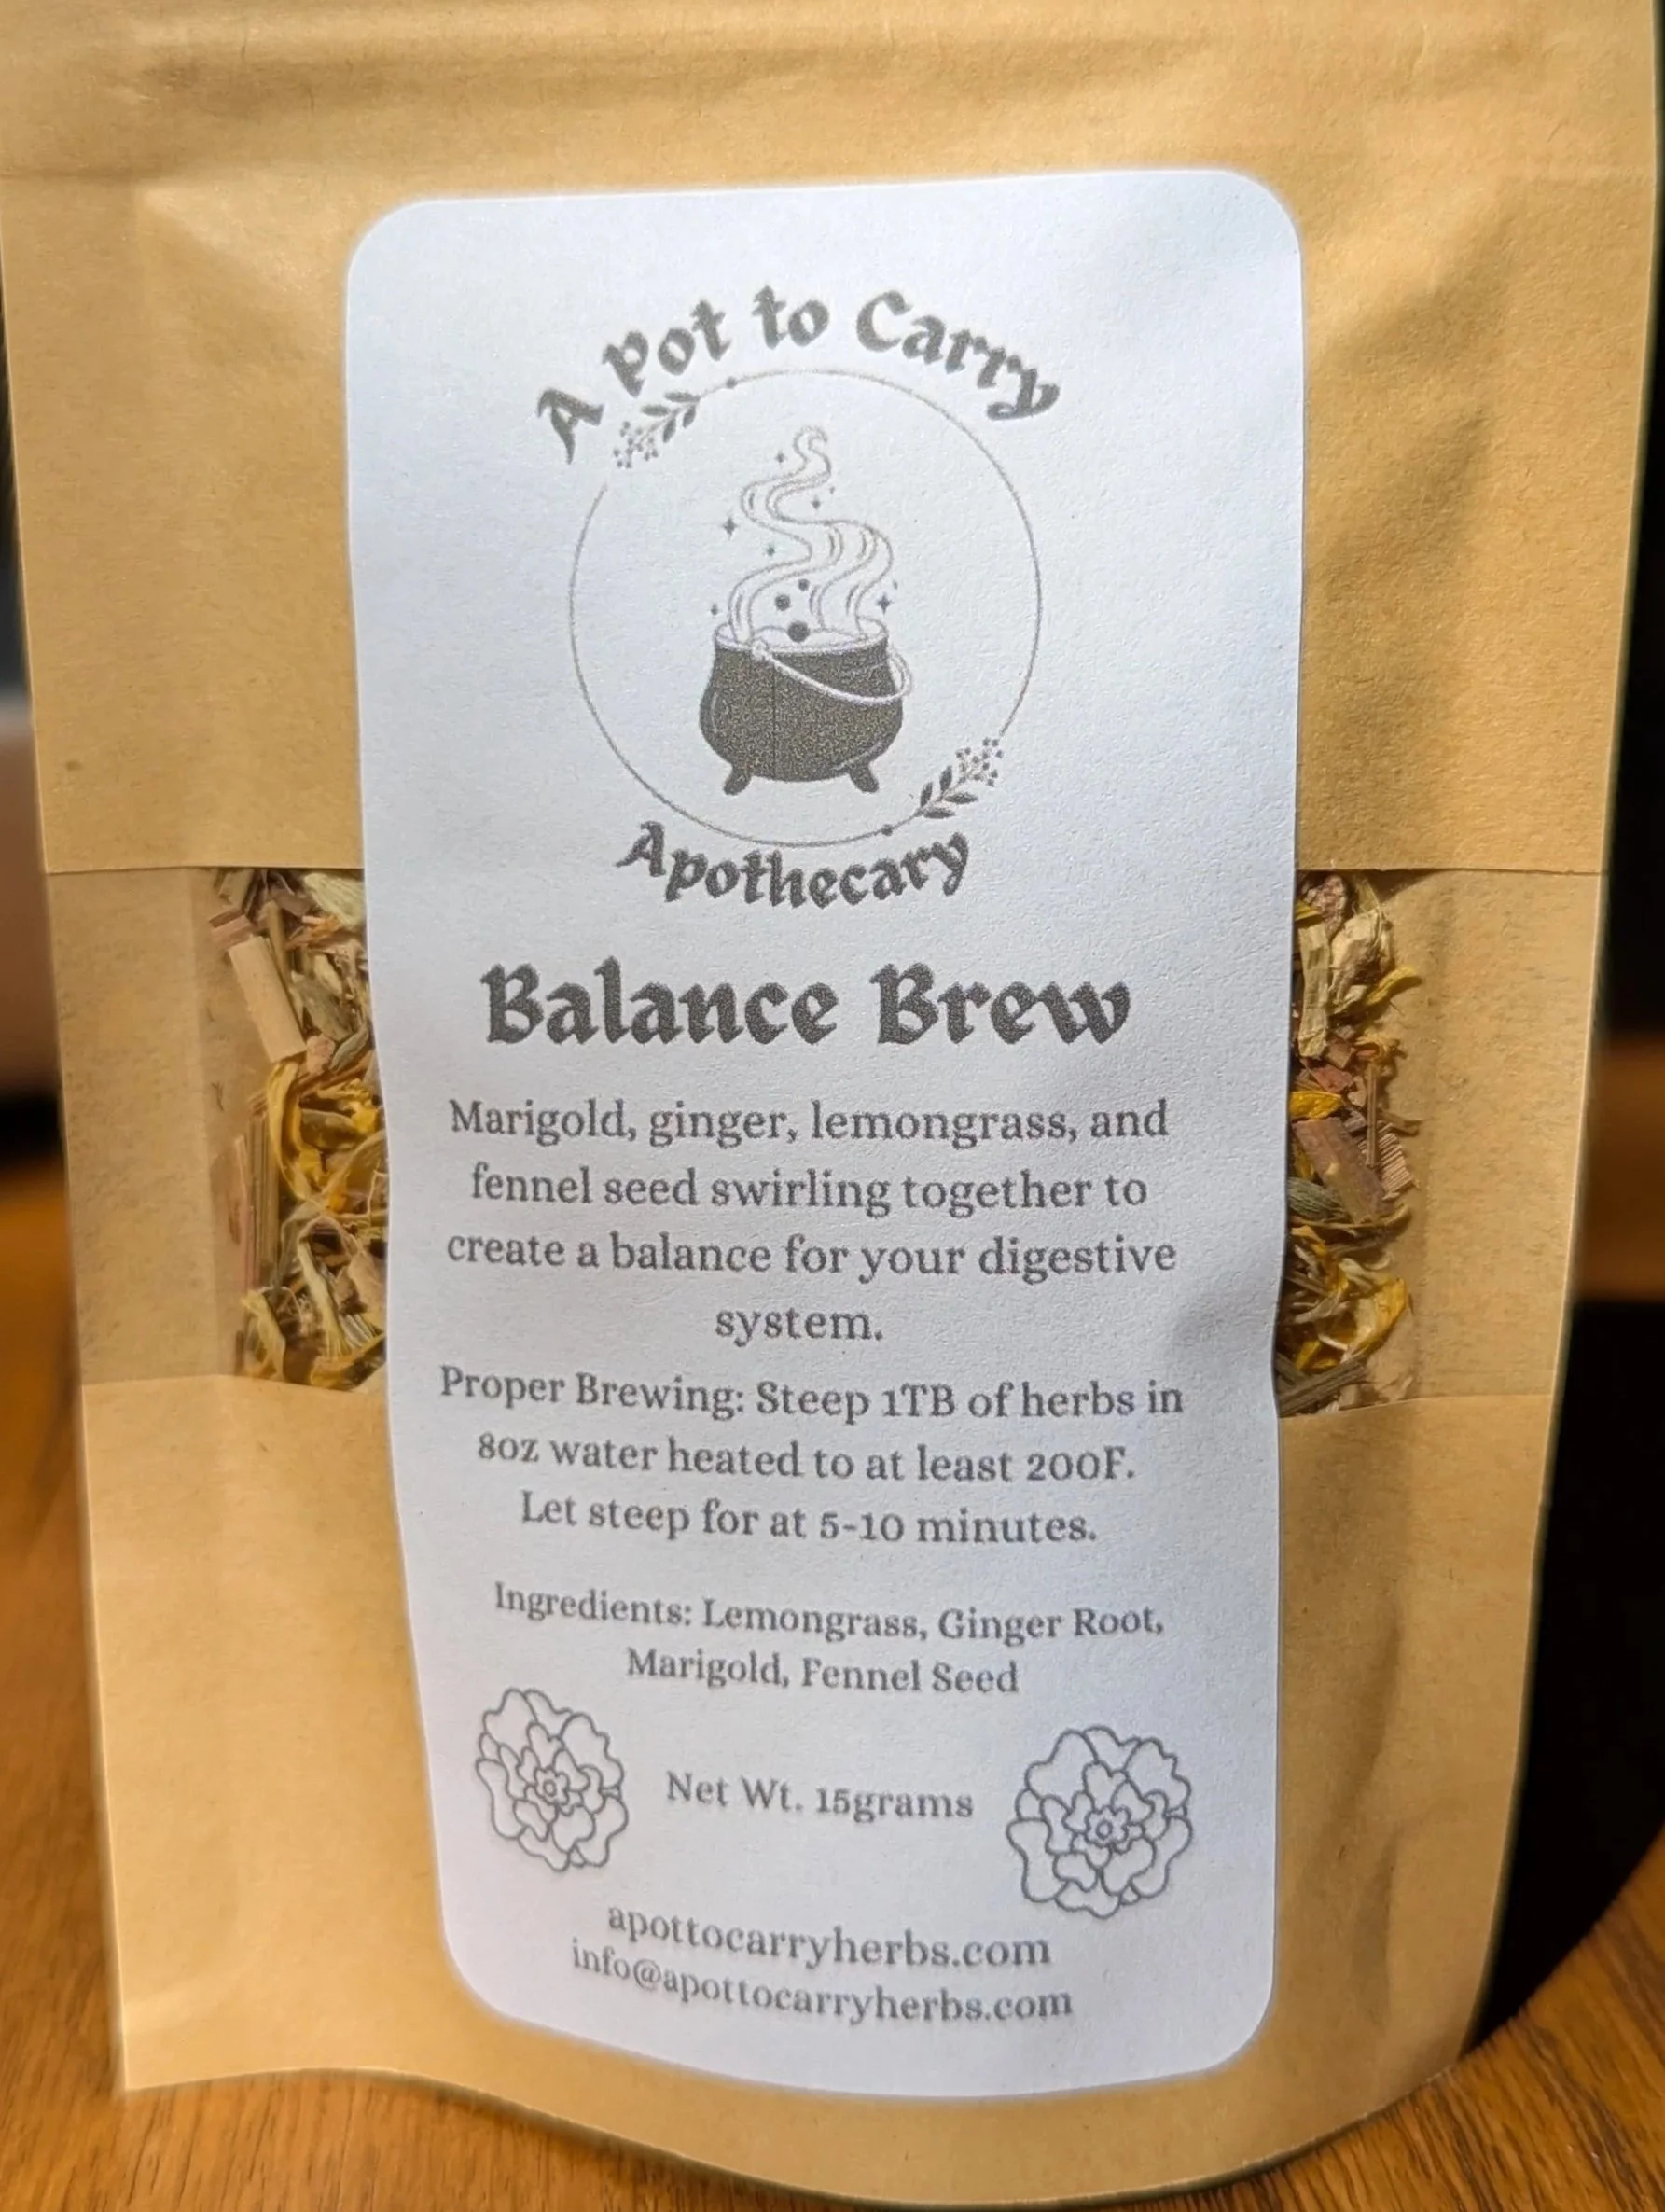 A Pot to Carry
Apothecary
Balance Brew
Marigold, ginger, lemongrass, and
fennel seed swirling together to
create a balance for your digestive
system.
Proper Brewing: Steep 1TB of herbs in
8oz water heated to at least 200F.
Let steep for at 5-10 minutes.
Ingredients: Lemongrass, Ginger Root,
Marigold, Fennel Seed
Net Wt. 15grams
apottocarryherbs.com
info@apottocarryherbs.com